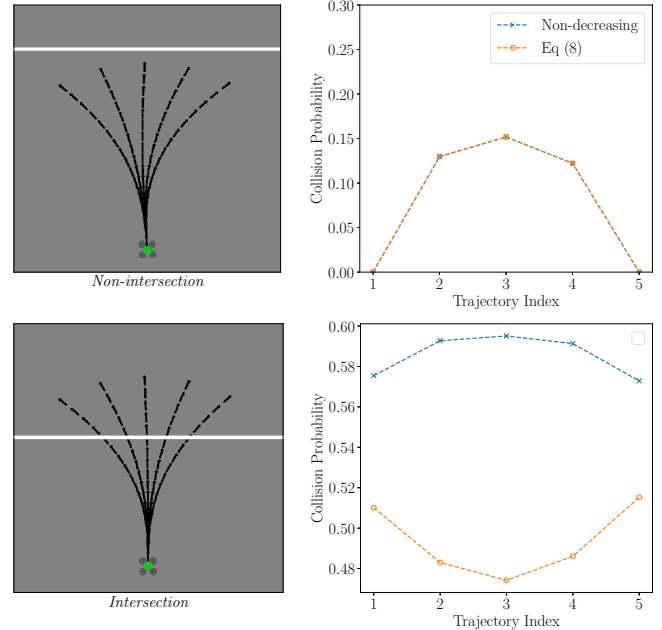 Non-intersection
0.30
0.25
0.20
0.15
0.10
0.05
0.00
Collision Probability
Non-decreasing
Eq (8)
1 2 3 4 5
Trajectory Index
Intersection
0.60
0.58
0.56
0.54
0.52
0.50
0.48
Collision Probability
1 2 3 4 5
Trajectory Index